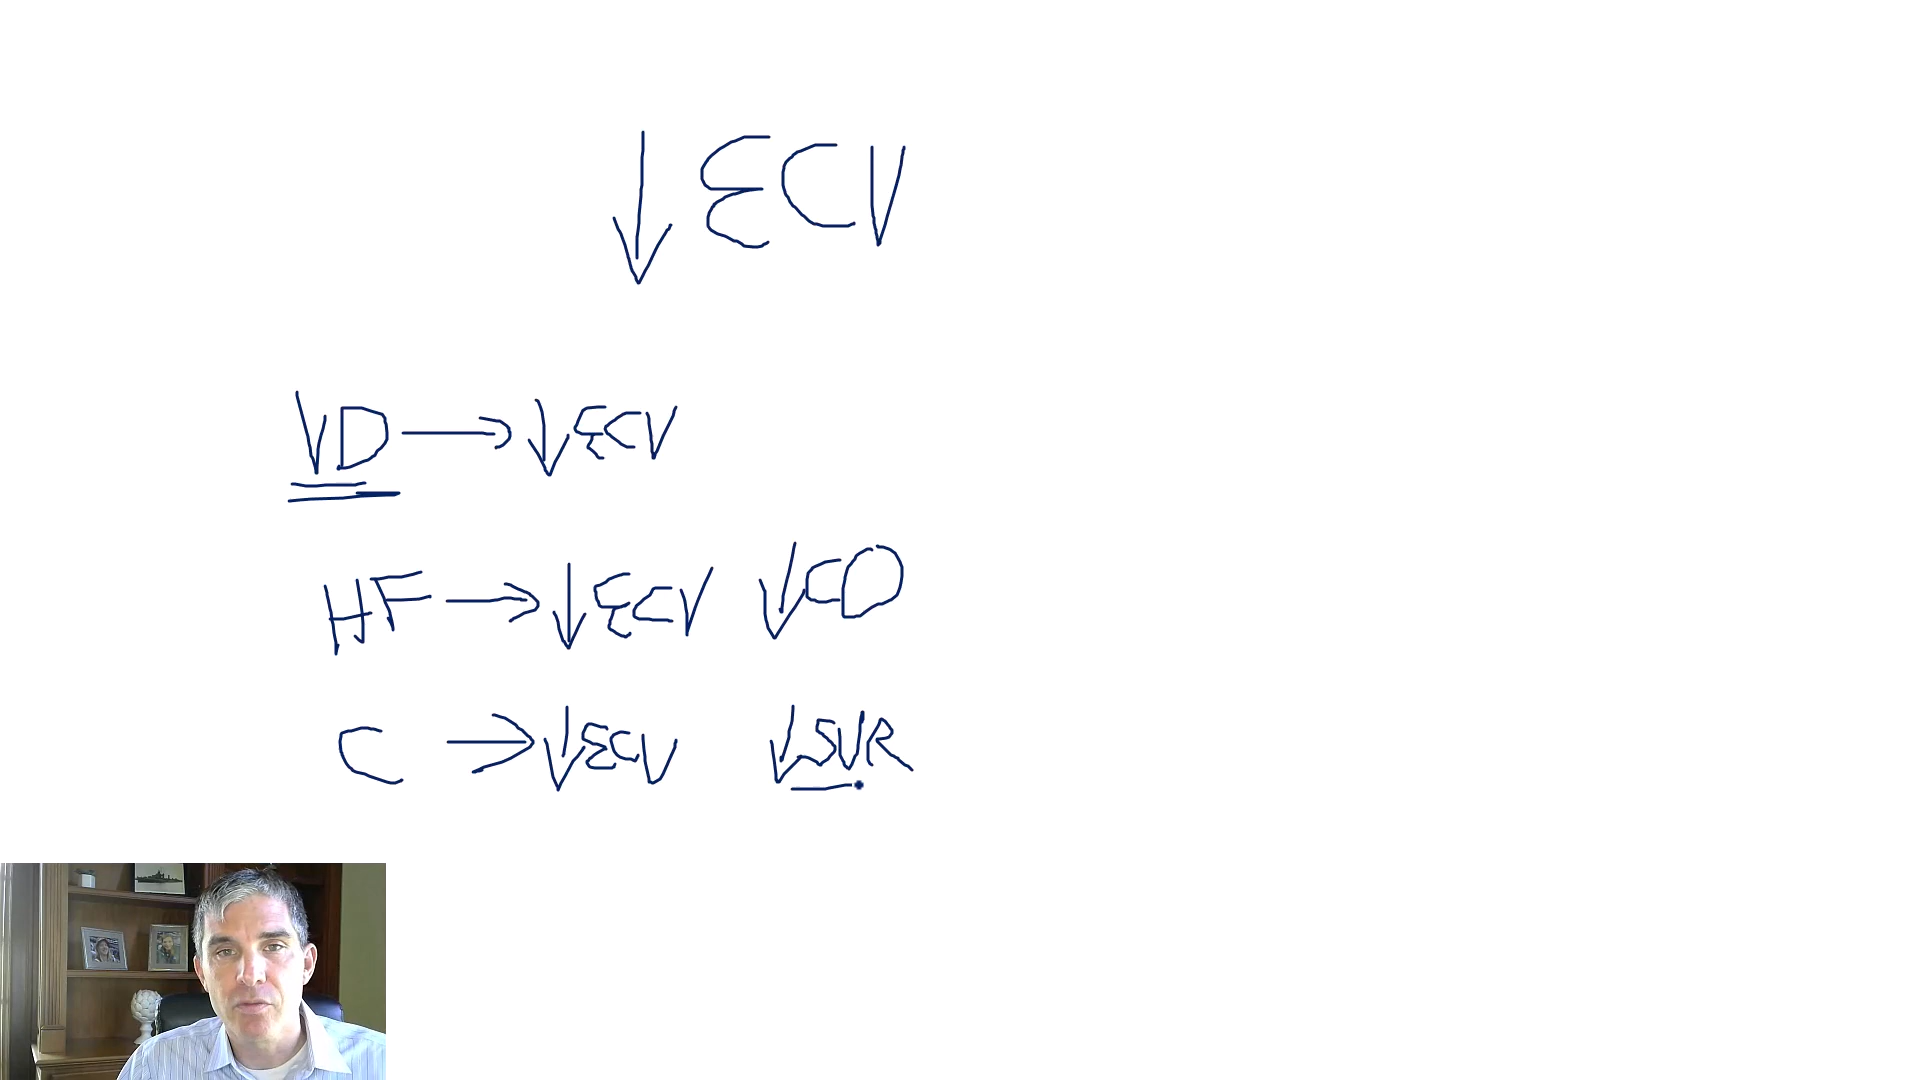 ↓ ECV
VD → ↓ ECV
HF → ↓ ECV ↓CO
C → ↓ECV ↓SVR